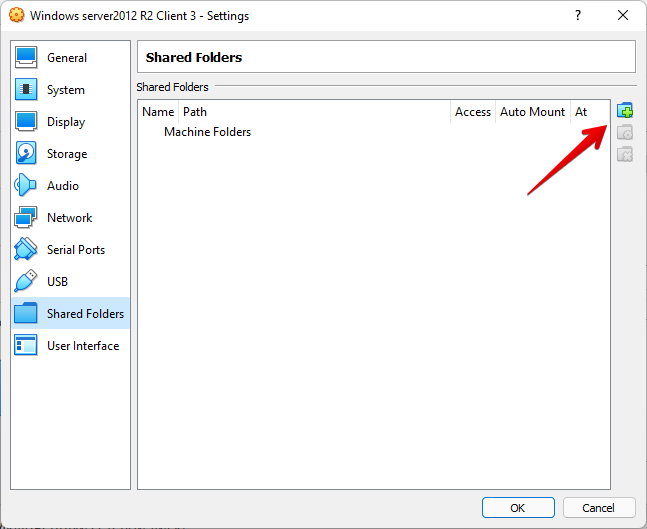 Windows server2012 R2 Client 3 - Settings
?
General
System
Display
Storage
Audio
Network
Serial Ports
USB
Shared Folders
User Interface
Shared Folders
Shared Folders
Name Path Access Auto Mount At
Machine Folders
OK Cancel